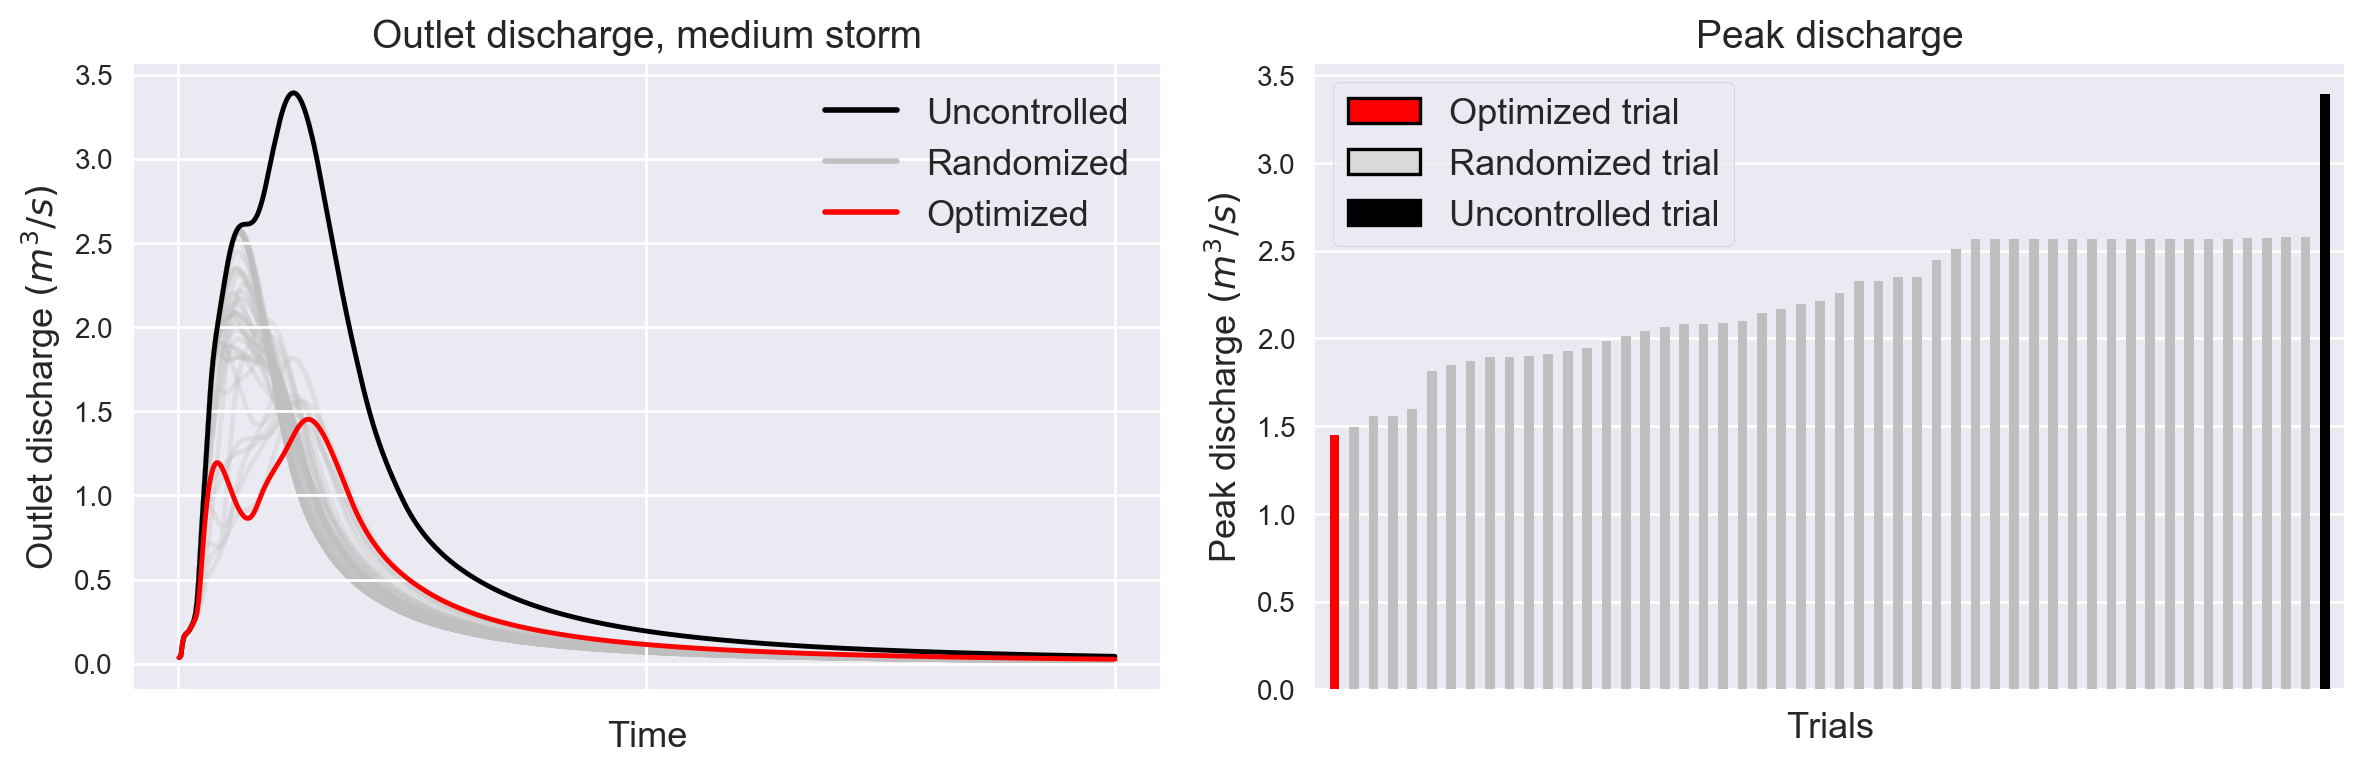 Outlet discharge, medium storm
3.5
3.0
2.5
2.0
1.5
1.0
0.5
0.0
Outlet discharge (m³/s)
Uncontrolled
Randomized
Optimized
Time
Peak discharge
3.5
3.0
2.5
2.0
1.5
1.0
0.5
0.0
Peak discharge (m³/s)
Optimized trial
Randomized trial
Uncontrolled trial
Trials